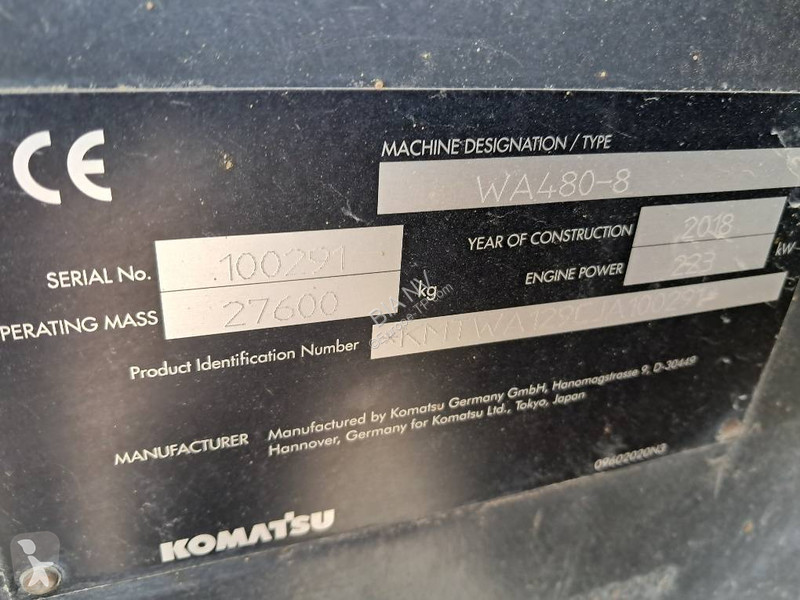 CE
MACHINE DESIGNATION / TYPE
WA480-8
SERIAL No. 100291
YEAR OF CONSTRUCTION 2018
OPERATING MASS 27600 kg
ENGINE POWER 223 kW
Product Identification Number
MANUFACTURER
Manufactured by Komatsu Germany GmbH, Hanomagstrasse 9, D-30449
Hannover, Germany for Komatsu Ltd., Tokyo, Japan
09602020N3
KOMATSU